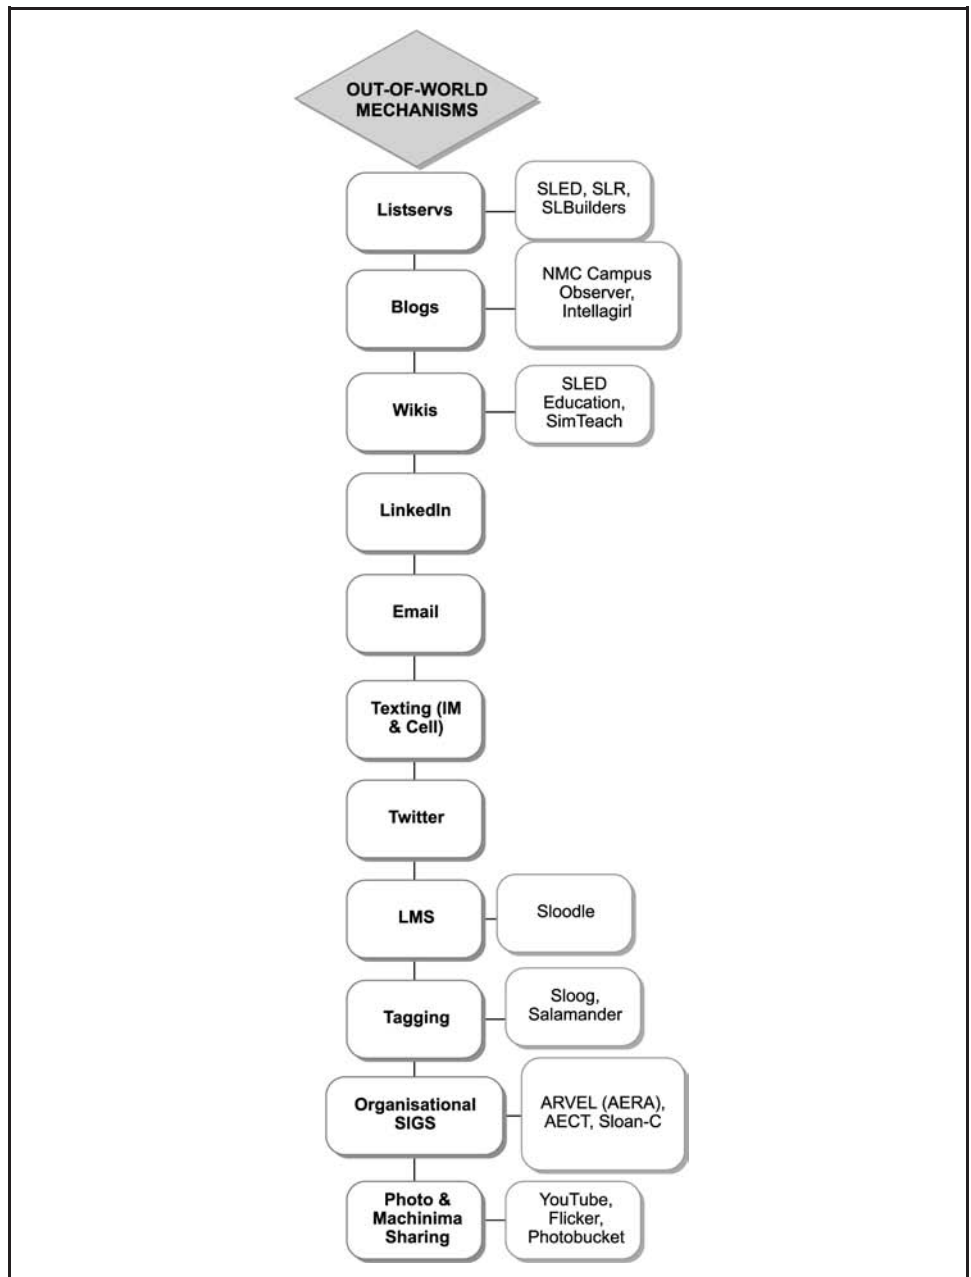 OUT-OF-WORLD
MECHANISMS
Listservs
SLED, SLR,
SLBuilders
Blogs
NMC Campus
Observer,
Intellagirl
Wikis
SLED
Education,
SimTeach
LinkedIn
Email
Texting (IM
& Cell)
Twitter
LMS
Sloodle
Tagging
Sloog,
Salamander
Organisational
SIGS
ARVEL (AERA),
AECT, Sloan-C
Photo &
Machinima
Sharing
YouTube,
Flicker,
Photobucket